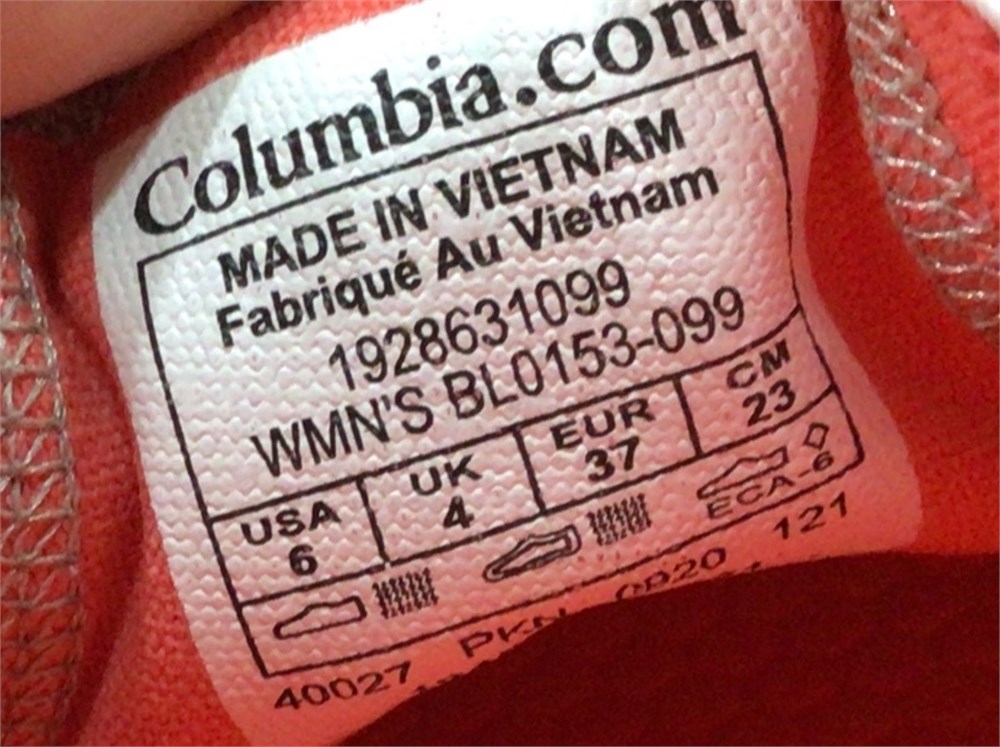 Columbia.com
MADE IN VIETNAM
Fabriqué Au Vietnam
1928631099
WMN'S BL0153-099
USA UK EUR CM
6 4 37 23
ECA-6
40027 121